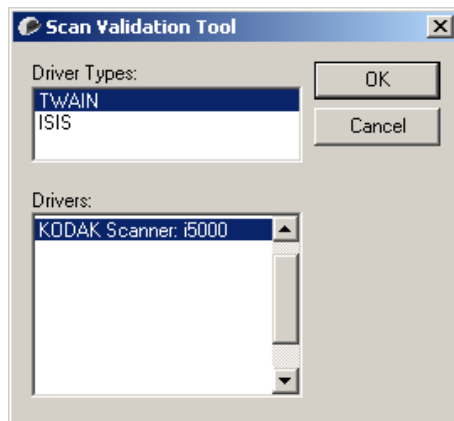 Scan Validation Tool
Driver Types:
TWAIN
ISIS
OK
Cancel
Drivers:
KODAK Scanner: i5000